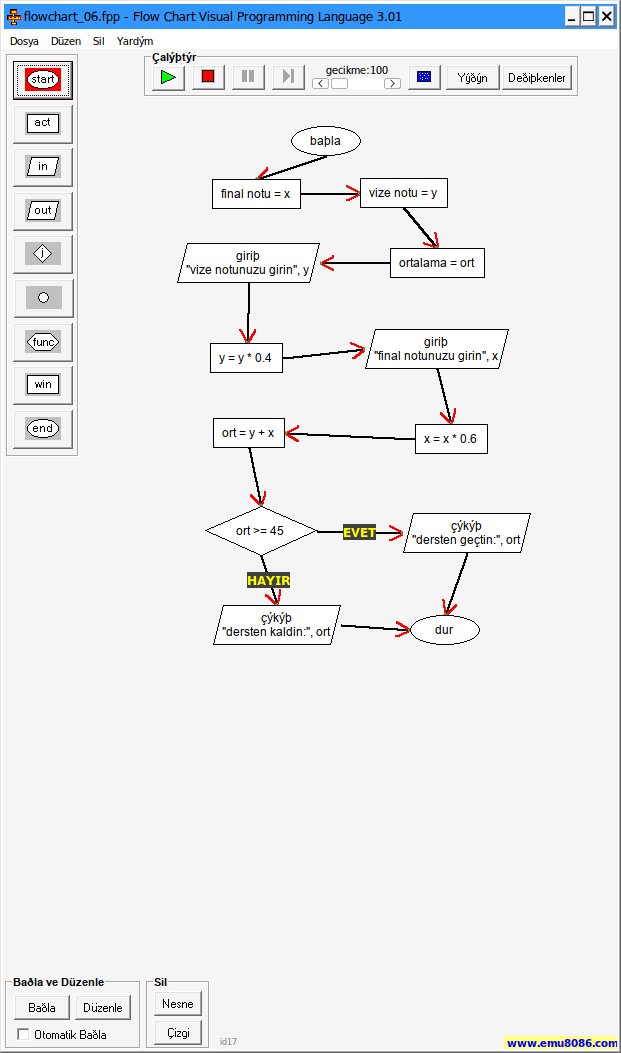 flowchart_06.fpp - Flow Chart Visual Programming Language 3.01
Dosya Düzen Sil Yardým
Çalýþtýr
gecikme:100
Yýðýn
Deðiþkenler
start
act
in
out
i
func
win
end
baþla
final notu = x
vize notu = y
ortalama = ort
giriþ
"vize notunuzu girin", y
y = y * 0.4
giriþ
"final notunuzu girin", x
x = x * 0.6
ort = y + x
ort >= 45
EVET
çýkýþ
"dersten geçtin:", ort
HAYIR
çýkýþ
"dersten kaldin:", ort
dur
Baðla ve Düzenle
Baðla
Düzenle
Otomatik Baðla
Sil
Nesne
Çizgi
id17
www.emu8086.com